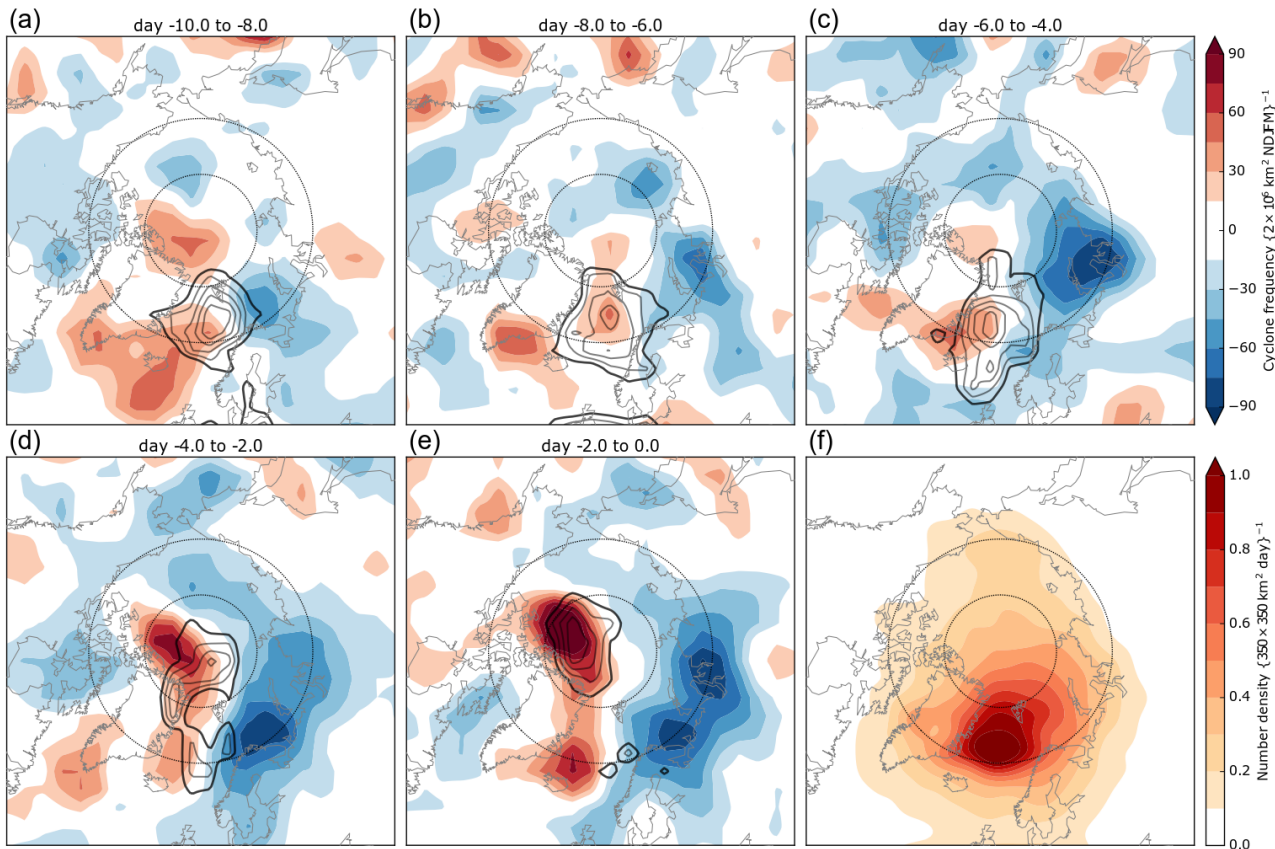 (a)
day -10.0 to -8.0
(b)
day -8.0 to -6.0
(c)
day -6.0 to -4.0
90
60
30
0
−30
−60
−90
Cyclone frequency {2×10⁶ km² NDJFM}⁻¹
(d)
day -4.0 to -2.0
(e)
day -2.0 to 0.0
(f)
1.0
0.8
0.6
0.4
0.2
0.0
Number density {350×350 km² day}⁻¹